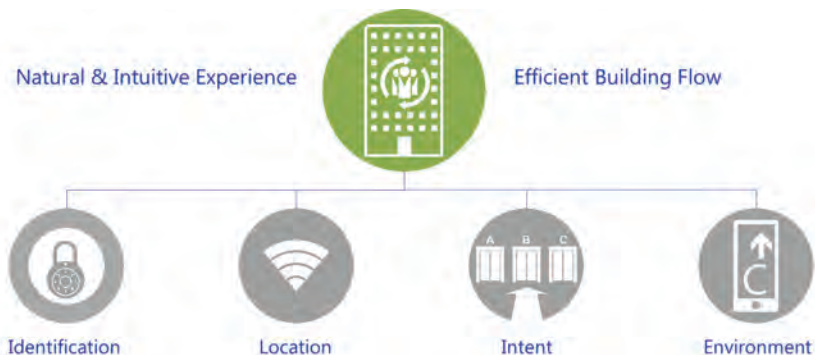 Natural & Intuitive Experience
Efficient Building Flow
A B C
C
Identification
Location
Intent
Environment